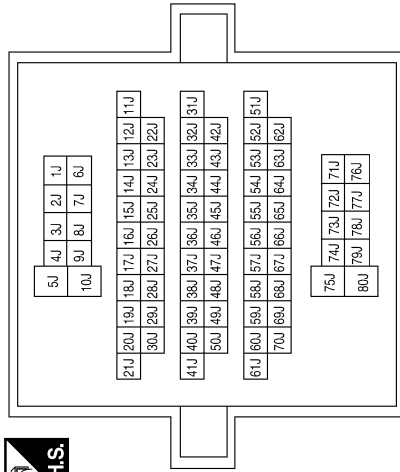 H.S.
5J 4J 3J 2J 1J
10J 9J 8J 7J 6J
21J 20J 19J 18J 17J 16J 15J 14J 13J 12J 11J
30J 29J 28J 27J 26J 25J 24J 23J 22J
41J 40J 39J 38J 37J 36J 35J 34J 33J 32J 31J
50J 49J 48J 47J 46J 45J 44J 43J 42J
61J 60J 59J 58J 57J 56J 55J 54J 53J 52J 51J
70J 69J 68J 67J 66J 65J 64J 63J 62J
75J 74J 73J 72J 71J
80J 79J 78J 77J 76J